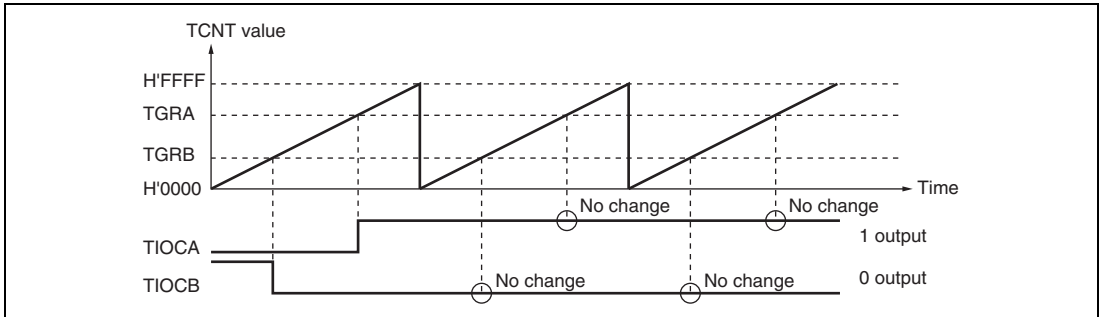 TCNT value
H'FFFF
TGRA
TGRB
H'0000
Time
No change
No change
1 output
TIOCA
No change
No change
0 output
TIOCB